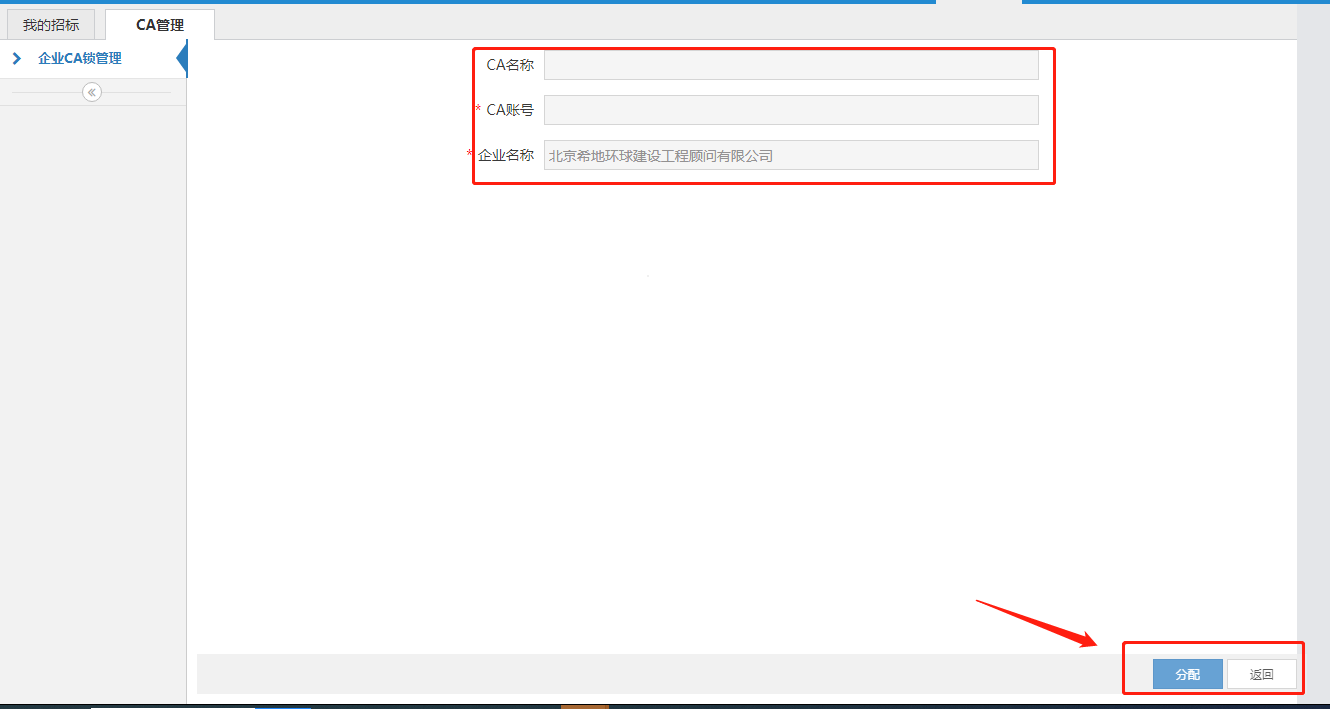 我的招标
CA管理
企业CA锁管理
CA名称
* CA账号
* 企业名称 北京希地环球建设工程顾问有限公司
分配
返回